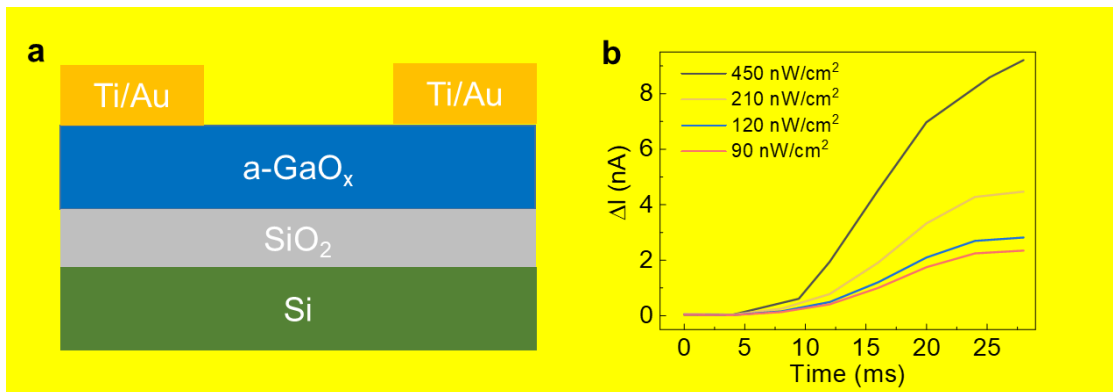 a
Ti/Au
Ti/Au
a-GaOₓ
SiO₂
Si
b
450 nW/cm²
210 nW/cm²
120 nW/cm²
90 nW/cm²
ΔI (nA)
8
6
4
2
0
0 5 10 15 20 25
Time (ms)